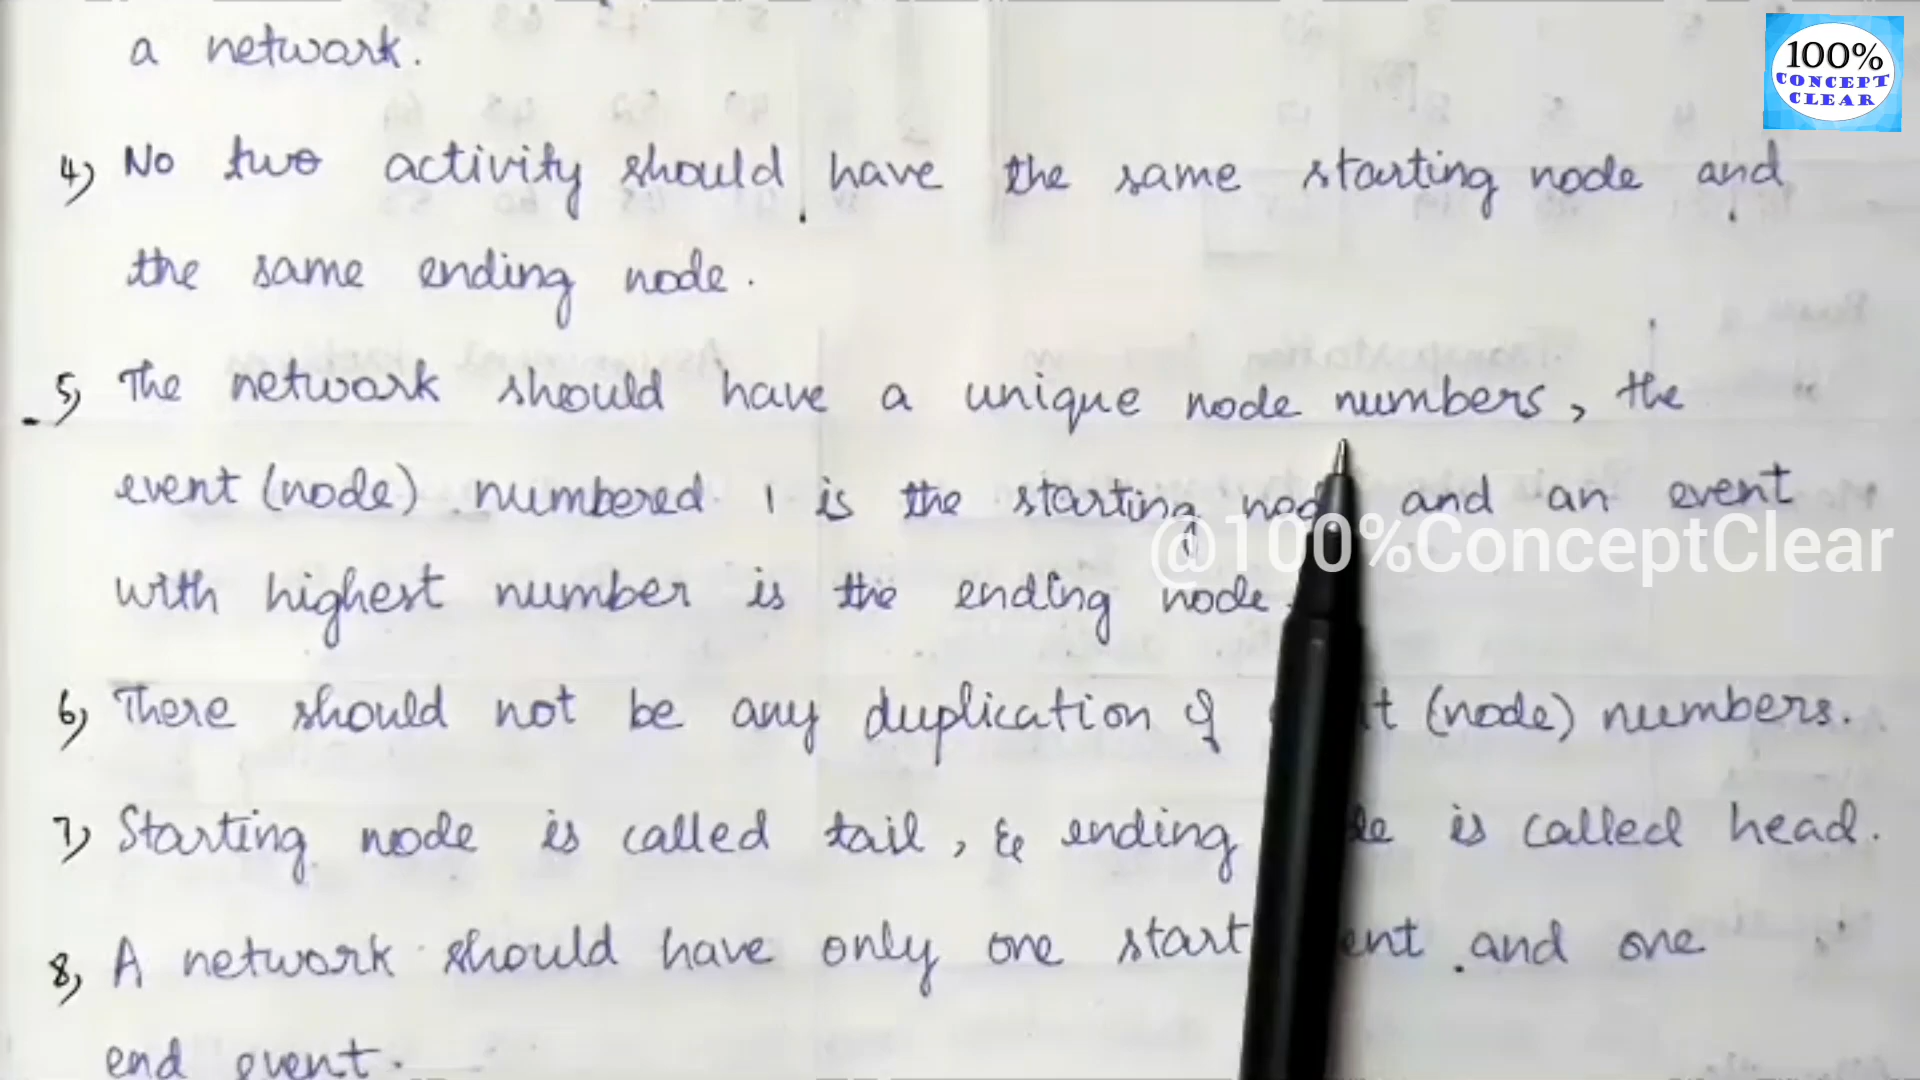 a network.
100%
CONCEPT
CLEAR
4) No two activity should have the same starting node and
the same ending node.
5) The network should have a unique node numbers, the
event (node) numbered 1 is the starting node and an event
@100%ConceptClear
with highest number is the ending node.
6) There should not be any duplication of (node) numbers.
7) Starting node is called tail, & ending is called head.
8) A network should have only one start and one
end event.